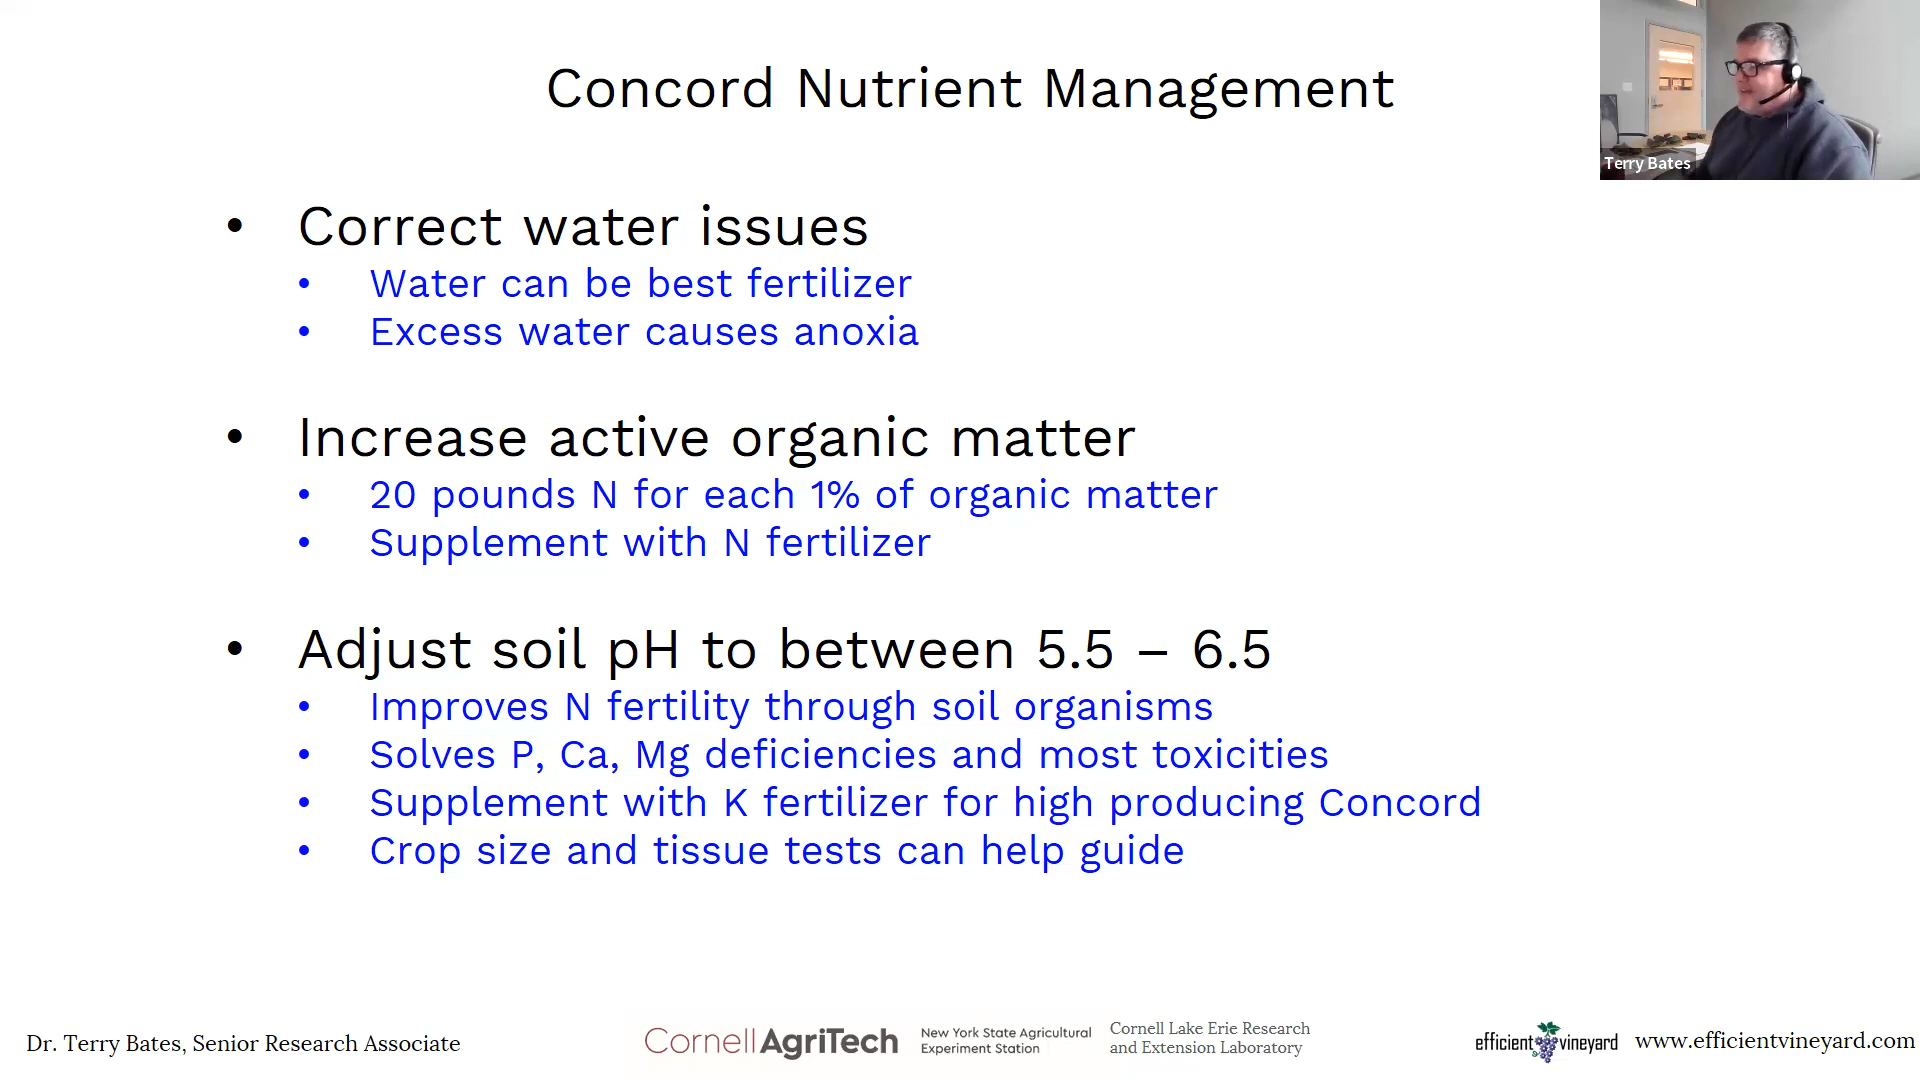 Concord Nutrient Management
Terry Bates
• Correct water issues
• Water can be best fertilizer
• Excess water causes anoxia
• Increase active organic matter
• 20 pounds N for each 1% of organic matter
• Supplement with N fertilizer
• Adjust soil pH to between 5.5 – 6.5
• Improves N fertility through soil organisms
• Solves P, Ca, Mg deficiencies and most toxicities
• Supplement with K fertilizer for high producing Concord
• Crop size and tissue tests can help guide
Dr. Terry Bates, Senior Research Associate
Cornell AgriTech
New York State Agricultural
Experiment Station
Cornell Lake Erie Research
and Extension Laboratory
efficient vineyard
www.efficientvineyard.com